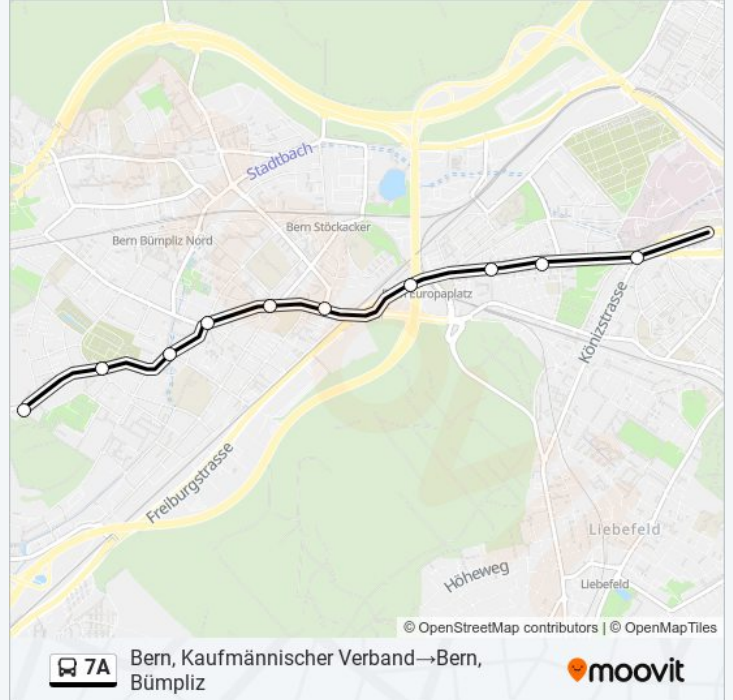 Stadtbach
Bern Stöckacker
Bern Bümpliz Nord
Europaplatz
Könizstrasse
Freiburgstrasse
Liebefeld
Höheweg
Liebefeld
© OpenStreetMap contributors | © OpenMapTiles
7A
Bern, Kaufmännischer Verband→Bern,
Bümpliz
moovit